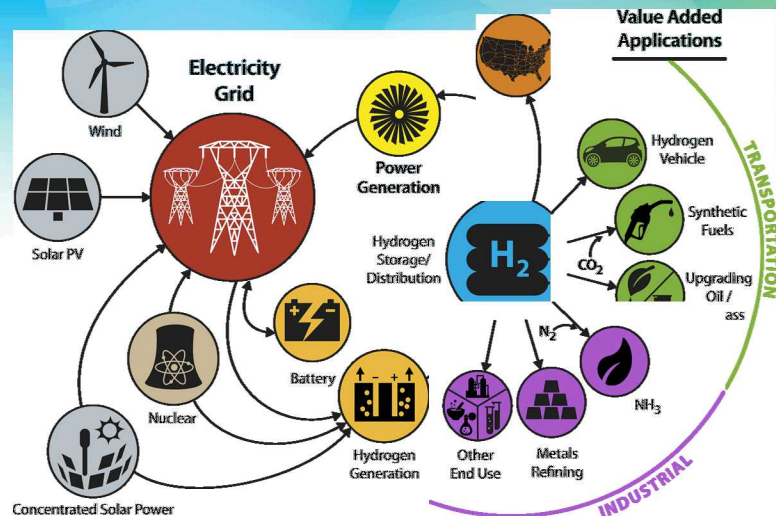 Value Added
Applications
Electricity
Grid
Wind
Solar PV
Power
Generation
Hydrogen
Vehicle
Synthetic
Fuels
CO2
Upgrading
Oil /
ass
Hydrogen
Storage/
Distribution
H2
N2
NH3
Battery
Nuclear
Hydrogen
Generation
Other
End Use
Metals
Refining
Concentrated Solar Power
TRANSPORTATION
INDUSTRIAL